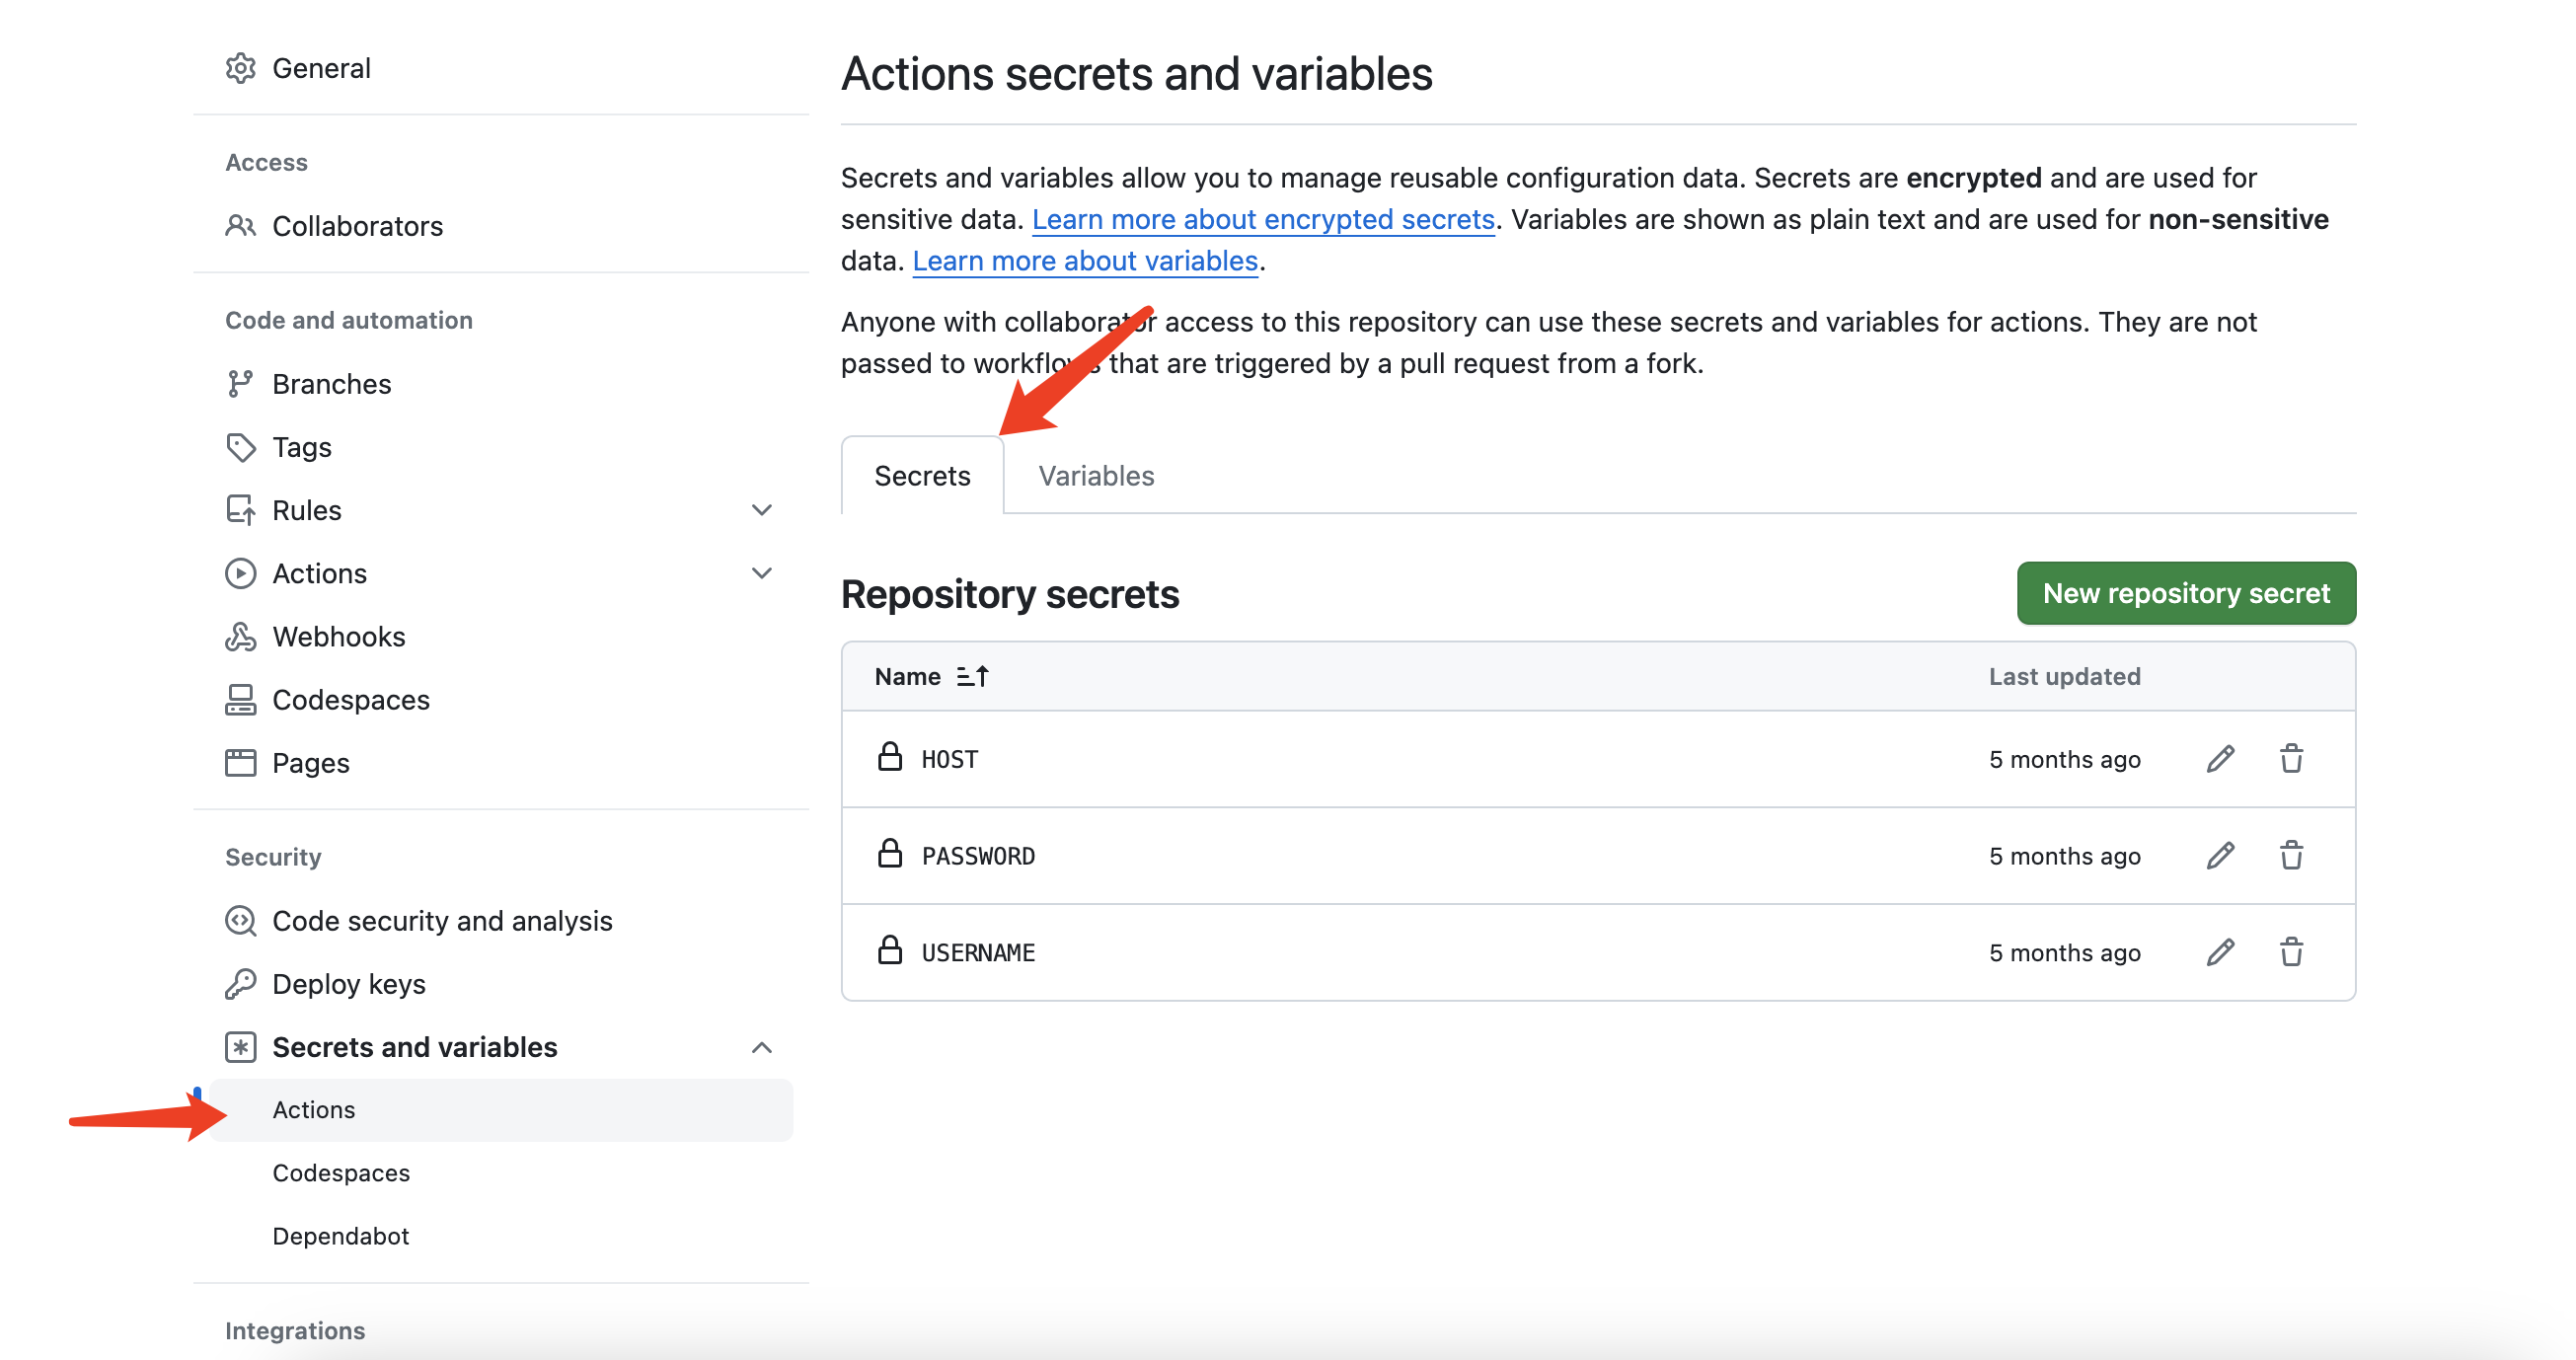 General
Access
Collaborators
Code and automation
Branches
Tags
Rules
Actions
Webhooks
Codespaces
Pages
Security
Code security and analysis
Deploy keys
Secrets and variables
Actions
Codespaces
Dependabot
Integrations
Actions secrets and variables
Secrets and variables allow you to manage reusable configuration data. Secrets are encrypted and are used for
sensitive data. Learn more about encrypted secrets. Variables are shown as plain text and are used for non-sensitive
data. Learn more about variables.
Anyone with collaborator access to this repository can use these secrets and variables for actions. They are not
passed to workflows that are triggered by a pull request from a fork.
Secrets Variables
Repository secrets New repository secret
Name Last updated
HOST 5 months ago
PASSWORD 5 months ago
USERNAME 5 months ago